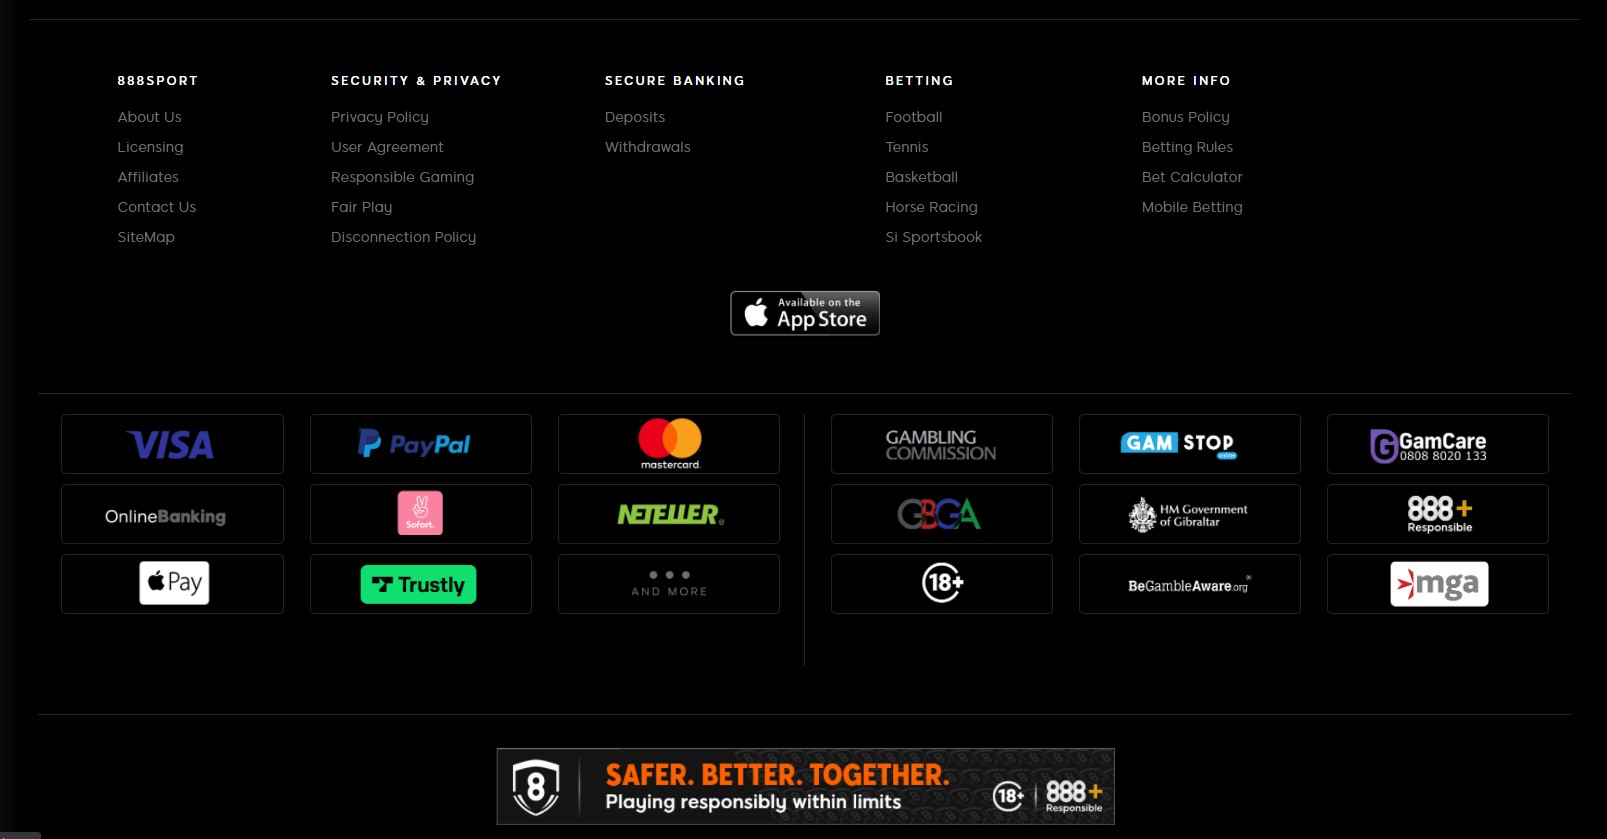 888SPORT
About Us
Licensing
Affiliates
Contact Us
SiteMap
SECURITY & PRIVACY
Privacy Policy
User Agreement
Responsible Gaming
Fair Play
Disconnection Policy
SECURE BANKING
Deposits
Withdrawals
BETTING
Football
Tennis
Basketball
Horse Racing
Si Sportsbook
MORE INFO
Bonus Policy
Betting Rules
Bet Calculator
Mobile Betting
Available on the
App Store
VISA
PayPal
mastercard.
OnlineBanking
Sofort.
NETELLER®
Pay
Trustly
AND MORE
GAMBLING
COMMISSION
GAMSTOP
online
GamCare
0808 8020 133
GBGA
HM Government
of Gibraltar
888+
Responsible
18+
BeGambleAware.org®
mga
8
SAFER. BETTER. TOGETHER.
Playing responsibly within limits
18+
888+
Responsible